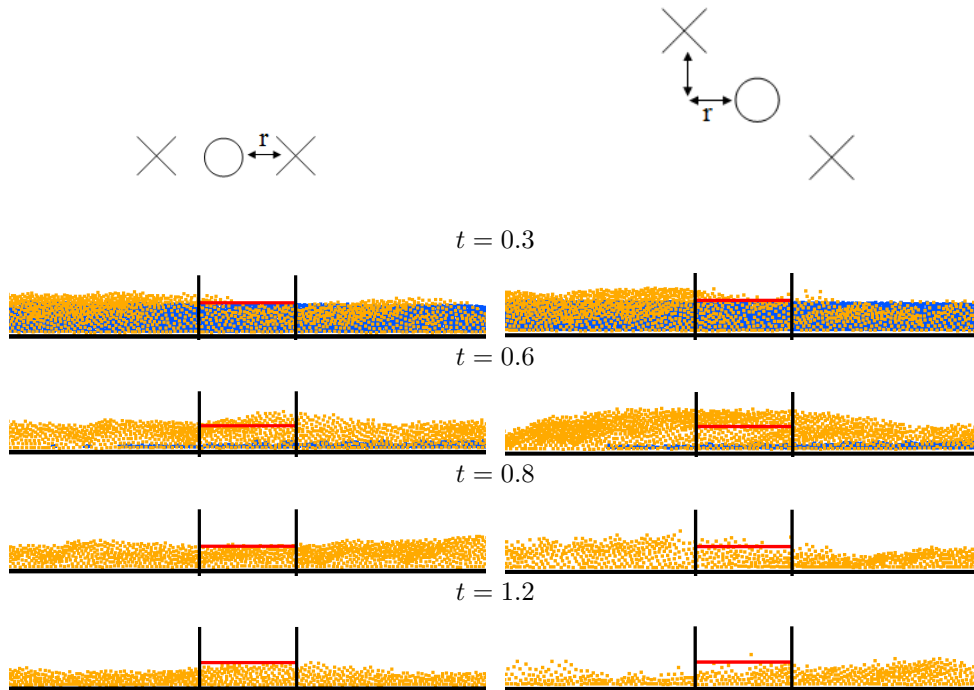 r
r
t = 0.3
t = 0.6
t = 0.8
t = 1.2